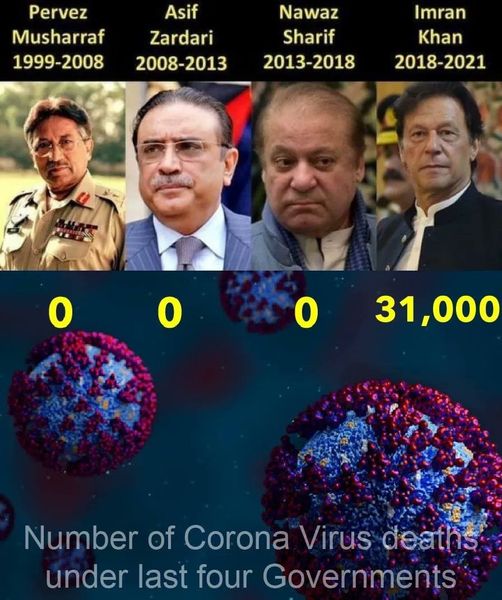 Pervez Musharraf 1999-2008
Asif Zardari 2008-2013
Nawaz Sharif 2013-2018
Imran Khan 2018-2021
0 0 0 31,000
Number of Corona Virus deaths
under last four Governments